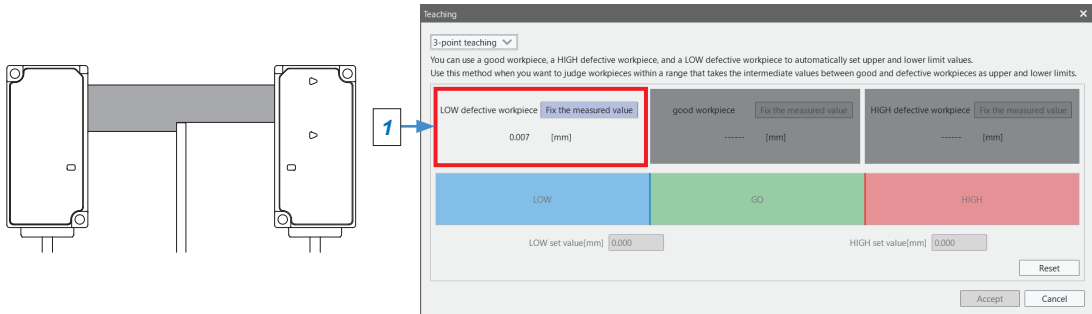 Teaching
3-point teaching
You can use a good workpiece, a HIGH defective workpiece, and a LOW defective workpiece to automatically set upper and lower limit values.
Use this method when you want to judge workpieces within a range that takes the intermediate values between good and defective workpieces as upper and lower limits.
1
LOW defective workpiece Fix the measured value good workpiece Fix the measured value HIGH defective workpiece Fix the measured value
0.007 [mm] ------ [mm] ------ [mm]
LOW GO HIGH
LOW set value[mm] 0.000 HIGH set value[mm] 0.000
Reset
Accept Cancel